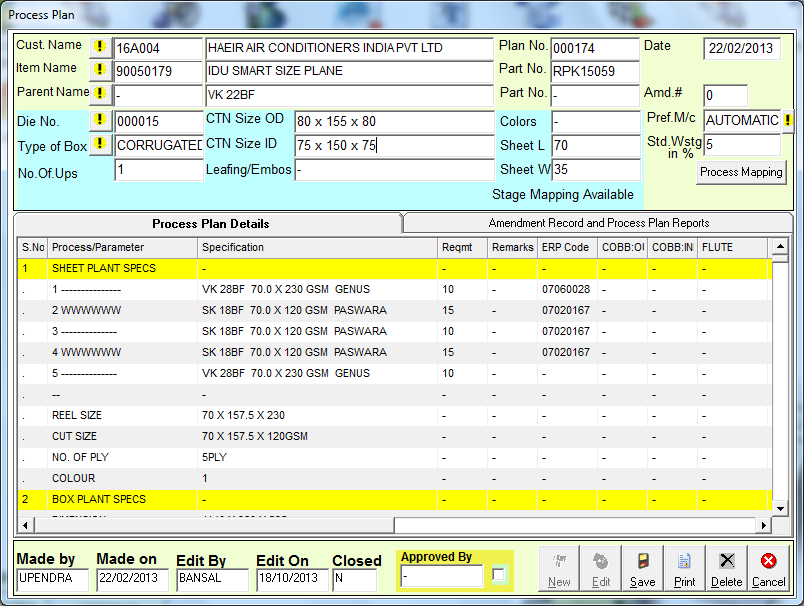 Process Plan
Cust. Name ! 16A004 HAEIR AIR CONDITIONERS INDIA PVT LTD Plan No. 000174 Date 22/02/2013
Item Name ! 90050179 IDU SMART SIZE PLANE Part No. RPK15059
Parent Name ! - VK 22BF Part No. - Amd.# 0
Die No. ! 000015 CTN Size OD 80 x 155 x 80 Colors - Pref.M/c AUTOMATIC !
Type of Box ! CORRUGATED CTN Size ID 75 x 150 x 75 Sheet L 70 Std.Wstg in % 5
No.Of.Ups 1 Leafing/Embos - Sheet W 35 Process Mapping
Stage Mapping Available
Process Plan Details Amendment Record and Process Plan Reports
S.No Process/Parameter Specification Reqmt Remarks ERP Code COBB:OI COBB:IN FLUTE
1 SHEET PLANT SPECS - - - - - - -
. 1 --------------- VK 28BF 70.0 X 230 GSM GENUS 10 - 07060028 - - -
. 2 WWWWWW SK 18BF 70.0 X 120 GSM PASWARA 15 - 07020167 - - -
. 3 -------------- SK 18BF 70.0 X 120 GSM PASWARA 10 - 07020167 - - -
. 4 WWWWWW SK 18BF 70.0 X 120 GSM PASWARA 15 - 07020167 - - -
. 5 -------------- VK 28BF 70.0 X 230 GSM GENUS 10 - - - - -
. -- - - - - - - -
. REEL SIZE 70 X 157.5 X 230 - - - - - -
. CUT SIZE 70 X 157.5 X 120GSM - - - - - -
. NO. OF PLY 5PLY - - - - - -
. COLOUR 1 - - - - - -
2 BOX PLANT SPECS - - - - - - -
Made by Made on Edit By Edit On Closed Approved By
UPENDRA 22/02/2013 BANSAL 18/10/2013 N -
New Edit Save Print Delete Cancel